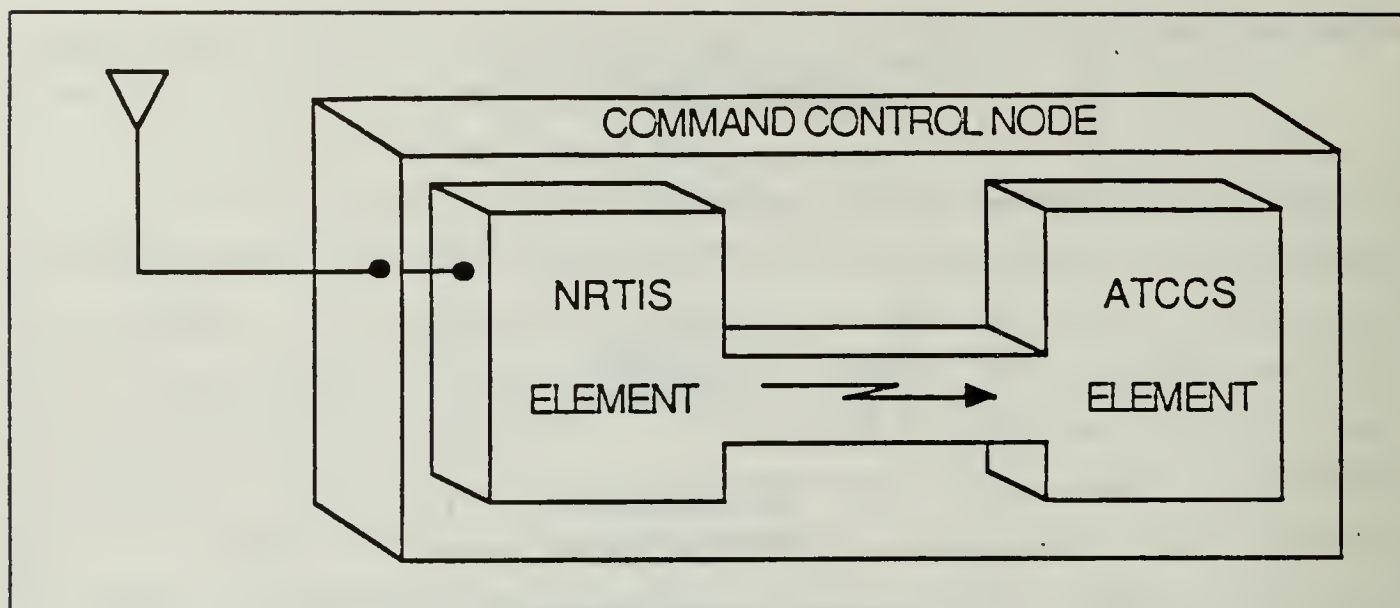 COMMAND CONTROL NODE
NRTIS
ELEMENT
ATCCS
ELEMENT